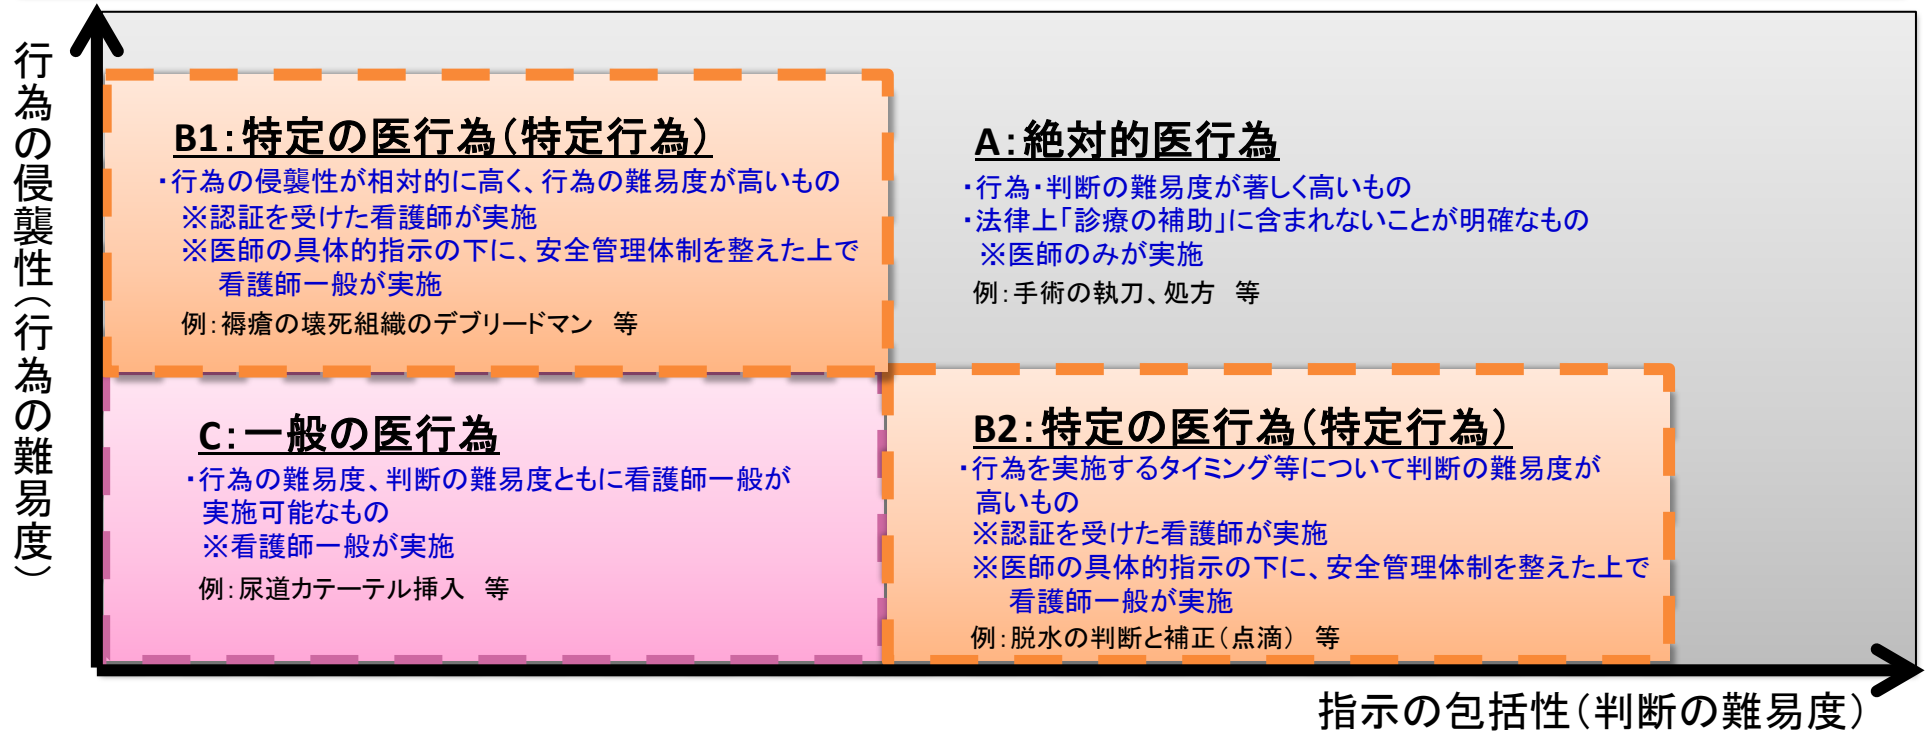 行為の侵襲性（行為の難易度）
B1：特定の医行為（特定行為）
・行為の侵襲性が相対的に高く、行為の難易度が高いもの
※認証を受けた看護師が実施
※医師の具体的指示の下に、安全管理体制を整えた上で
看護師一般が実施
例：褥瘡の壊死組織のデブリードマン　等
A：絶対的医行為
・行為・判断の難易度が著しく高いもの
・法律上「診療の補助」に含まれないことが明確なもの
※医師のみが実施
例：手術の執刀、処方　等
C：一般の医行為
・行為の難易度、判断の難易度ともに看護師一般が
実施可能なもの
※看護師一般が実施
例：尿道カテーテル挿入　等
B2：特定の医行為（特定行為）
・行為を実施するタイミング等について判断の難易度が
高いもの
※認証を受けた看護師が実施
※医師の具体的指示の下に、安全管理体制を整えた上で
看護師一般が実施
例：脱水の判断と補正（点滴）　等
指示の包括性（判断の難易度）